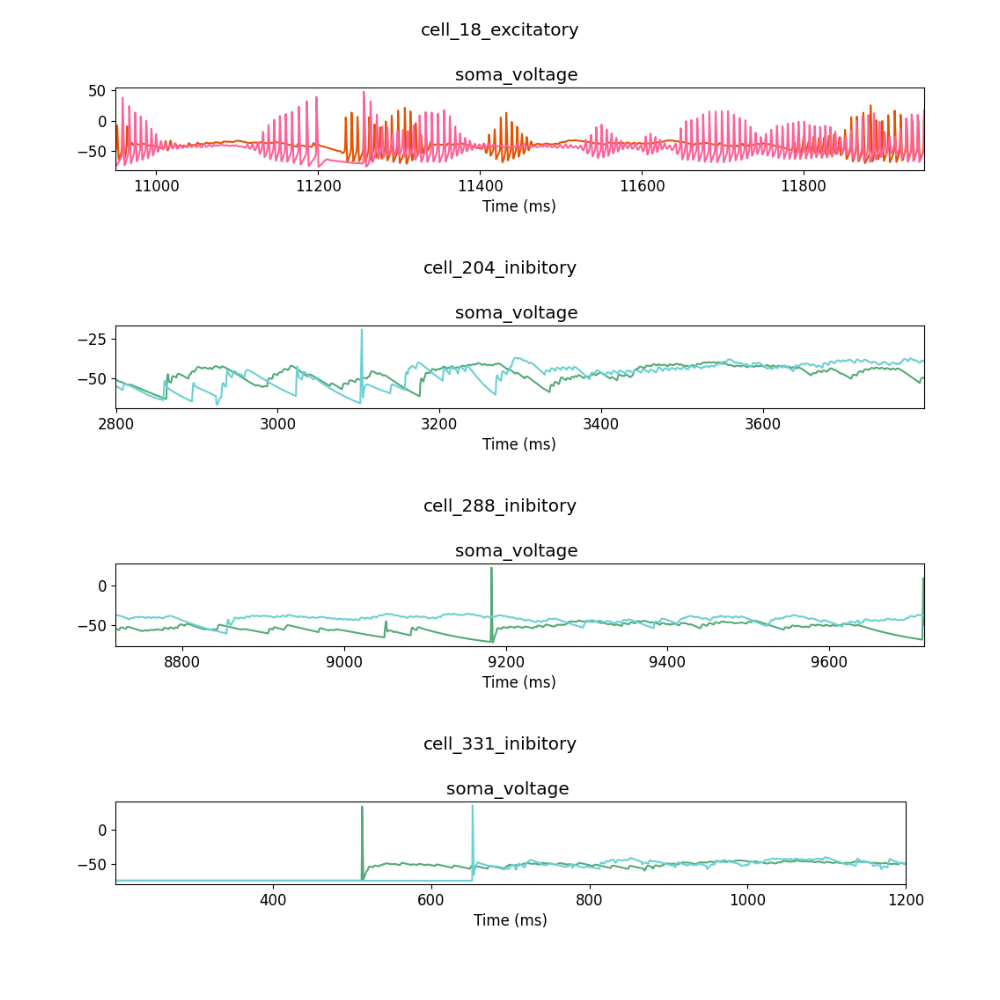 cell_18_excitatory
soma_voltage
50
0
−50
11000 11200 11400 11600 11800
Time (ms)
cell_204_inibitory
soma_voltage
−25
−50
2800 3000 3200 3400 3600
Time (ms)
cell_288_inibitory
soma_voltage
0
−50
8800 9000 9200 9400 9600
Time (ms)
cell_331_inibitory
soma_voltage
0
−50
400 600 800 1000 1200
Time (ms)